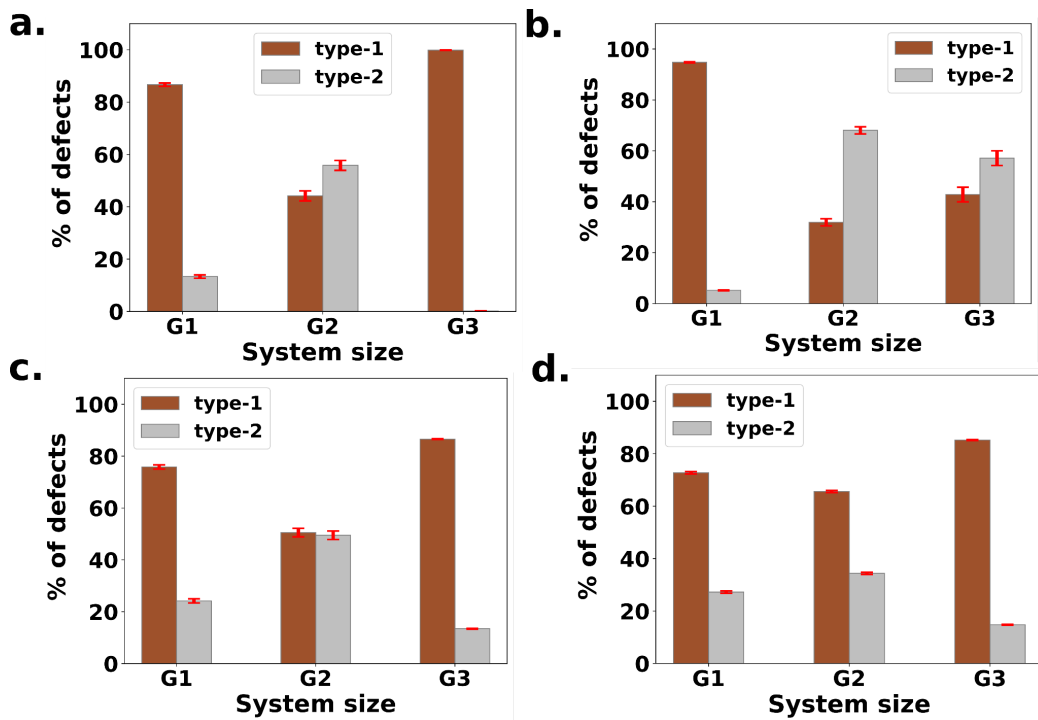 a.
% of defects
100
80
60
40
20
0
type-1
type-2
G1 G2 G3
System size
b.
% of defects
100
80
60
40
20
0
type-1
type-2
G1 G2 G3
System size
c.
% of defects
100
80
60
40
20
0
type-1
type-2
G1 G2 G3
System size
d.
% of defects
100
80
60
40
20
0
type-1
type-2
G1 G2 G3
System size